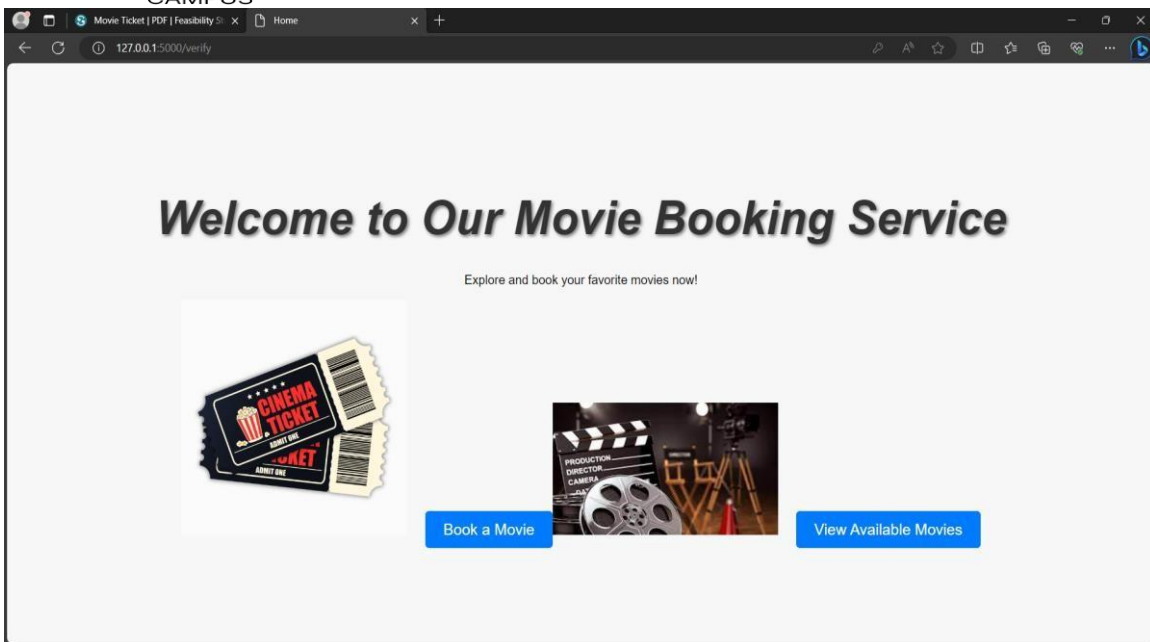 CAMPUS
Movie Ticket | PDF | Feasibility St
Home
127.0.0.1:5000/verify
Welcome to Our Movie Booking Service
Explore and book your favorite movies now!
CINEMA
TICKET
ADMIT ONE
ADMIT ONE
PRODUCTION
DIRECTOR
CAMERA
Book a Movie
View Available Movies